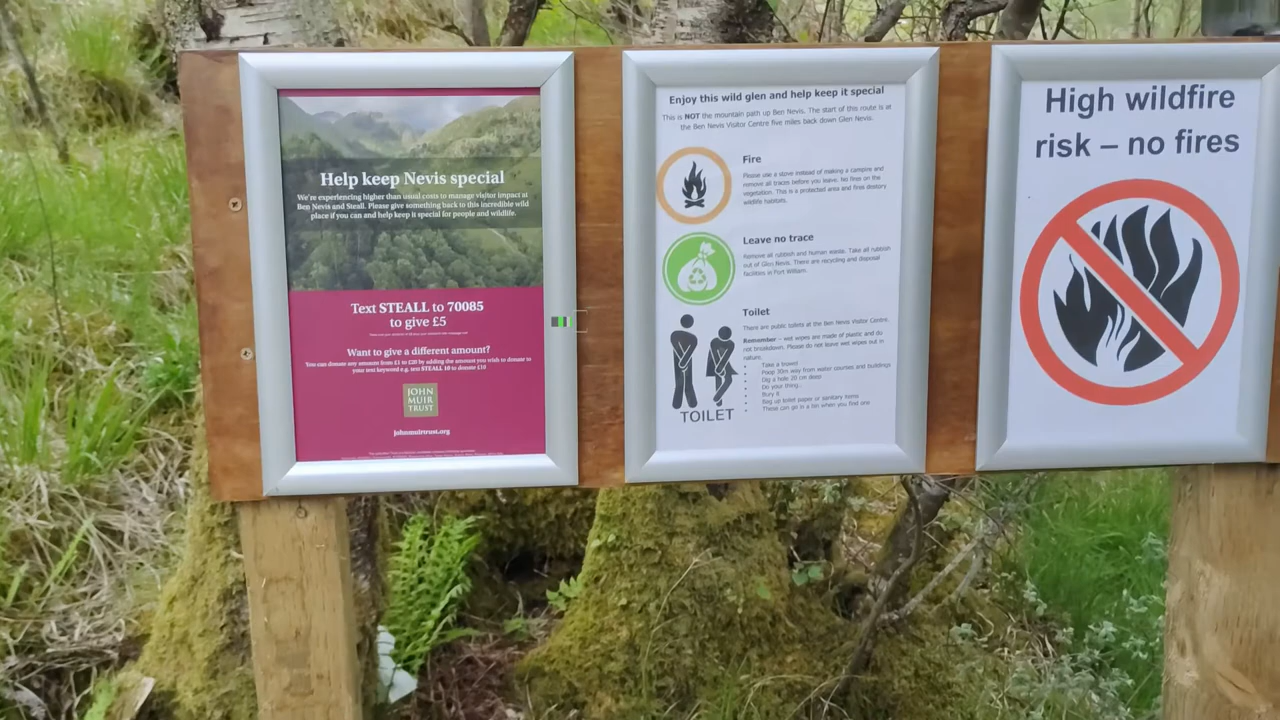 Help keep Nevis special
We're experiencing higher than usual costs to manage visitor impact at
Ben Nevis and Steall. Please give something back to this incredible wild
place if you can and help keep it special for people and wildlife.
Text STEALL to 70085
to give £5
Want to give a different amount?
You can donate any amount from £1 to £20 by adding the amount you wish to donate to
your text keyword e.g. text STEALL 10 to donate £10
JOHN
MUIR
TRUST
johnmuirtrust.org
Enjoy this wild glen and help keep it special
This is NOT the mountain path up Ben Nevis. The start of this route is at
the Ben Nevis Visitor Centre five miles back down Glen Nevis.
Fire
Please use a stove instead of making a campfire and
remove all traces before you leave. No fires on the
vegetation. This is a protected area and fires destory
wildlife habitats.
Leave no trace
Remove all rubbish and human waste. Take all rubbish
out of Glen Nevis. There are recycling and disposal
facilities in Fort William.
Toilet
There are public toilets at the Ben Nevis Visitor Centre.
Remember – wet wipes are made of plastic and do
not breakdown. Please do not leave wet wipes out in
nature.
• Take a trowel
• Poop 30m way from water courses and buildings
• Dig a hole 20 cm deep
• Do your thing...
• Bury it
• Bag up toilet paper or sanitary items
• These can go in a bin when you find one
TOILET
High wildfire
risk – no fires